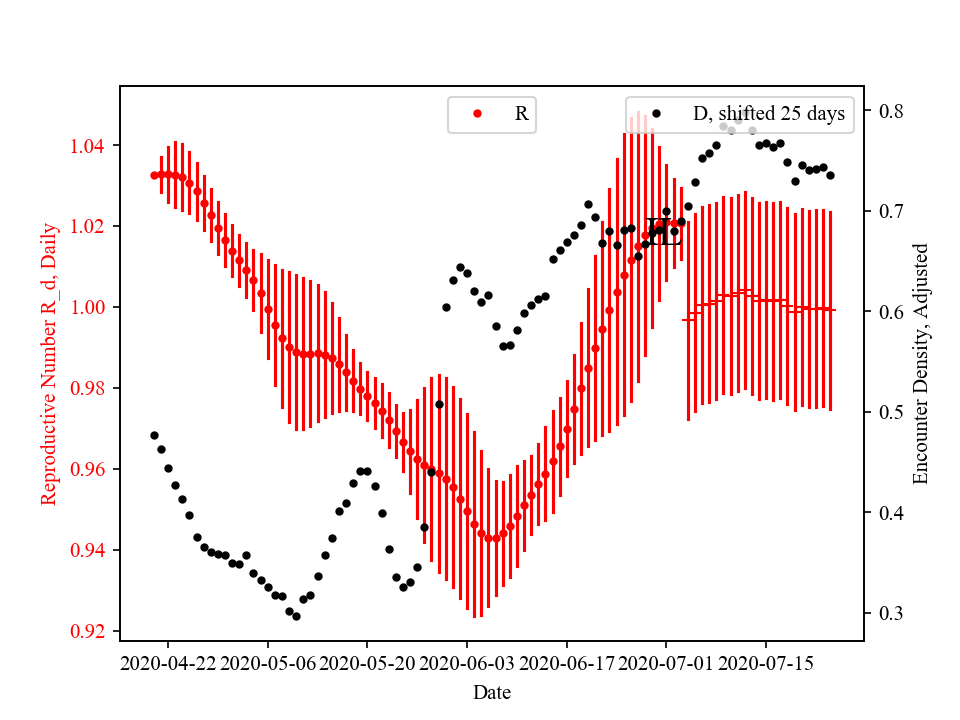 R
D, shifted 25 days
1.04
1.02
1.00
0.98
0.96
0.94
0.92
Reproductive Number R_d, Daily
IL
0.8
0.7
0.6
0.5
0.4
0.3
Encounter Density, Adjusted
2020-04-22 2020-05-06 2020-05-20 2020-06-03 2020-06-17 2020-07-01 2020-07-15
Date